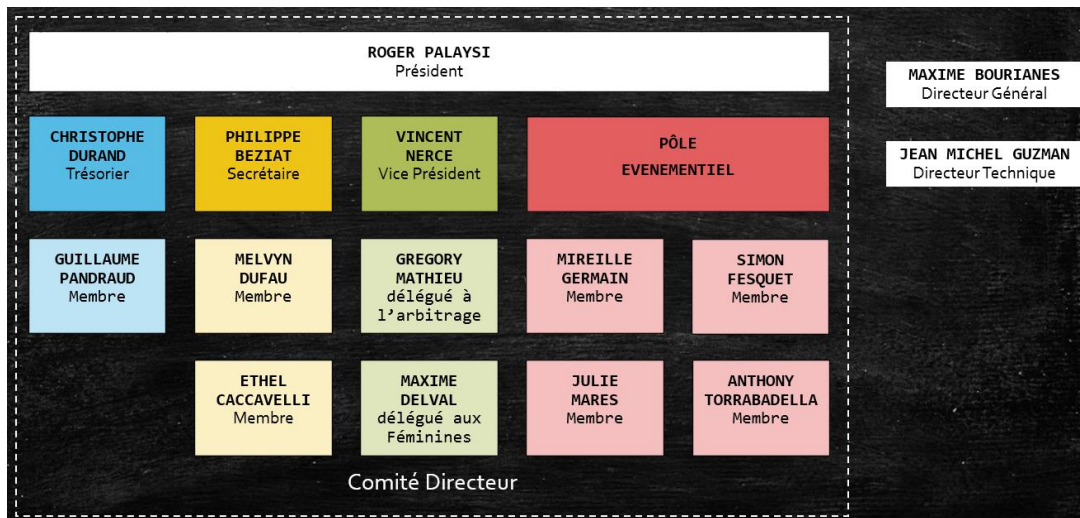 ROGER PALAYSI
Président
MAXIME BOURIANES
Directeur Général
JEAN MICHEL GUZMAN
Directeur Technique
CHRISTOPHE
DURAND
Trésorier
PHILIPPE
BEZIAT
Secrétaire
VINCENT
NERCE
Vice Président
PÔLE
EVENEMENTIEL
GUILLAUME
PANDRAUD
Membre
MELVYN
DUFAU
Membre
GREGORY
MATHIEU
délégué à
l'arbitrage
MIREILLE
GERMAIN
Membre
SIMON
FESQUET
Membre
ETHEL
CACCAVELLI
Membre
MAXIME
DELVAL
délégué aux
Féminines
JULIE
MARES
Membre
ANTHONY
TORRABADELLA
Membre
Comité Directeur